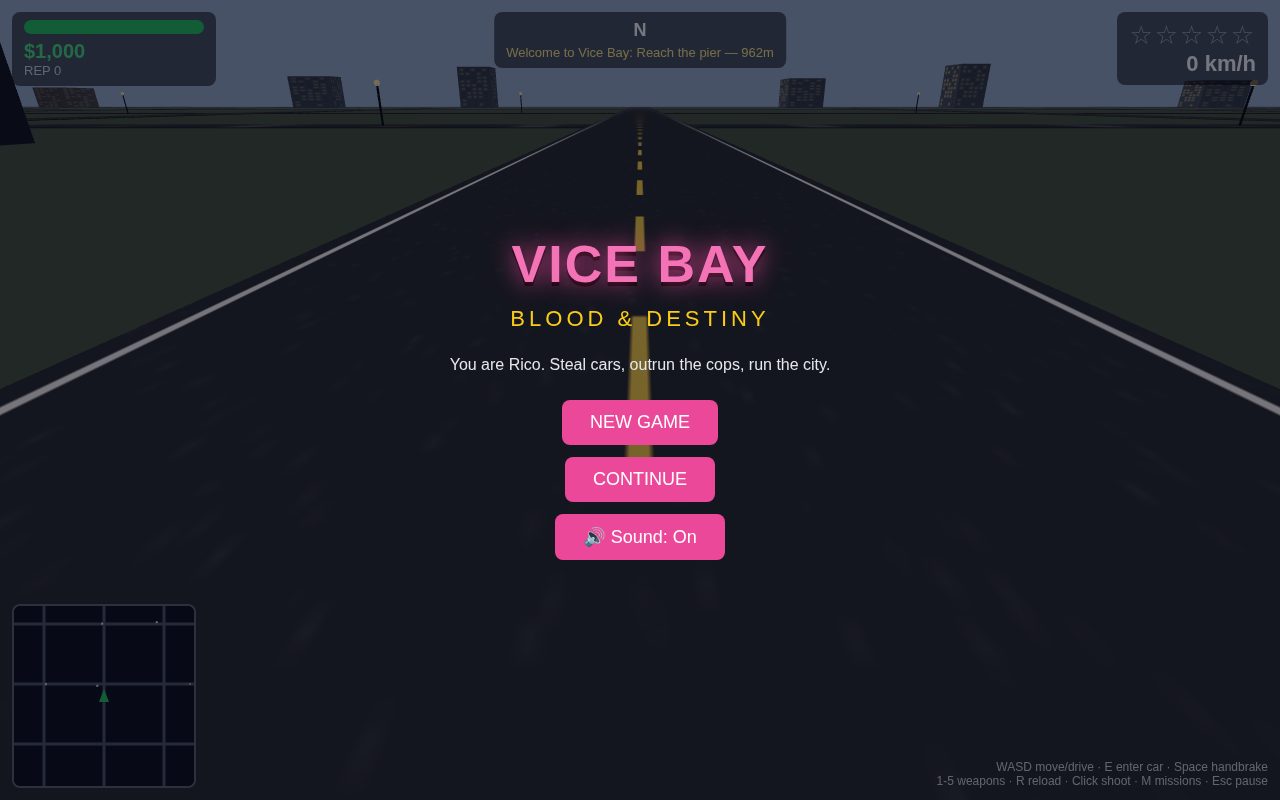 $1,000
REP 0
N
Welcome to Vice Bay: Reach the pier — 962m
☆☆☆☆☆
0 km/h
VICE BAY
BLOOD & DESTINY
You are Rico. Steal cars, outrun the cops, run the city.
NEW GAME
CONTINUE
🔊 Sound: On
WASD move/drive · E enter car · Space handbrake
1-5 weapons · R reload · Click shoot · M missions · Esc pause